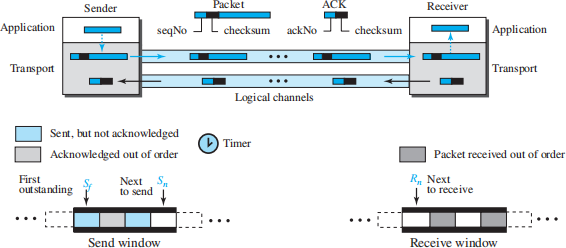 Sender
Packet
ACK
Receiver
seqNo
checksum
ackNo
checksum
Application
Application
Transport
Transport
Logical channels
Sent, but not acknowledged
Acknowledged out of order
Timer
Packet received out of order
First
outstanding
Sf
Next
to send
Sn
Rn
Next
to receive
Send window
Receive window